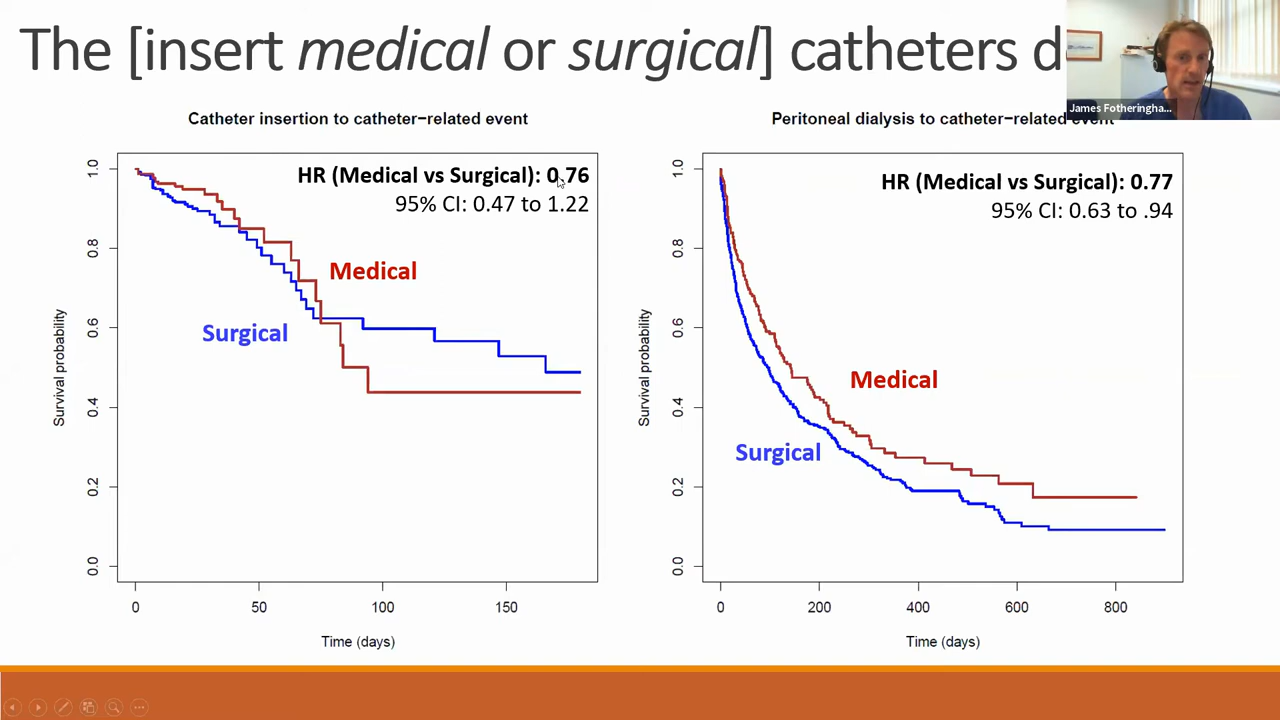 The [insert medical or surgical] catheters d
James Fotheringha...
Catheter insertion to catheter-related event
HR (Medical vs Surgical): 0.76
95% CI: 0.47 to 1.22
Medical
Surgical
Survival probability
1.0
0.8
0.6
0.4
0.2
0.0
0
50
100
150
Time (days)
Peritoneal dialysis to catheter-related event
HR (Medical vs Surgical): 0.77
95% CI: 0.63 to .94
Medical
Surgical
Survival probability
1.0
0.8
0.6
0.4
0.2
0.0
0
200
400
600
800
Time (days)